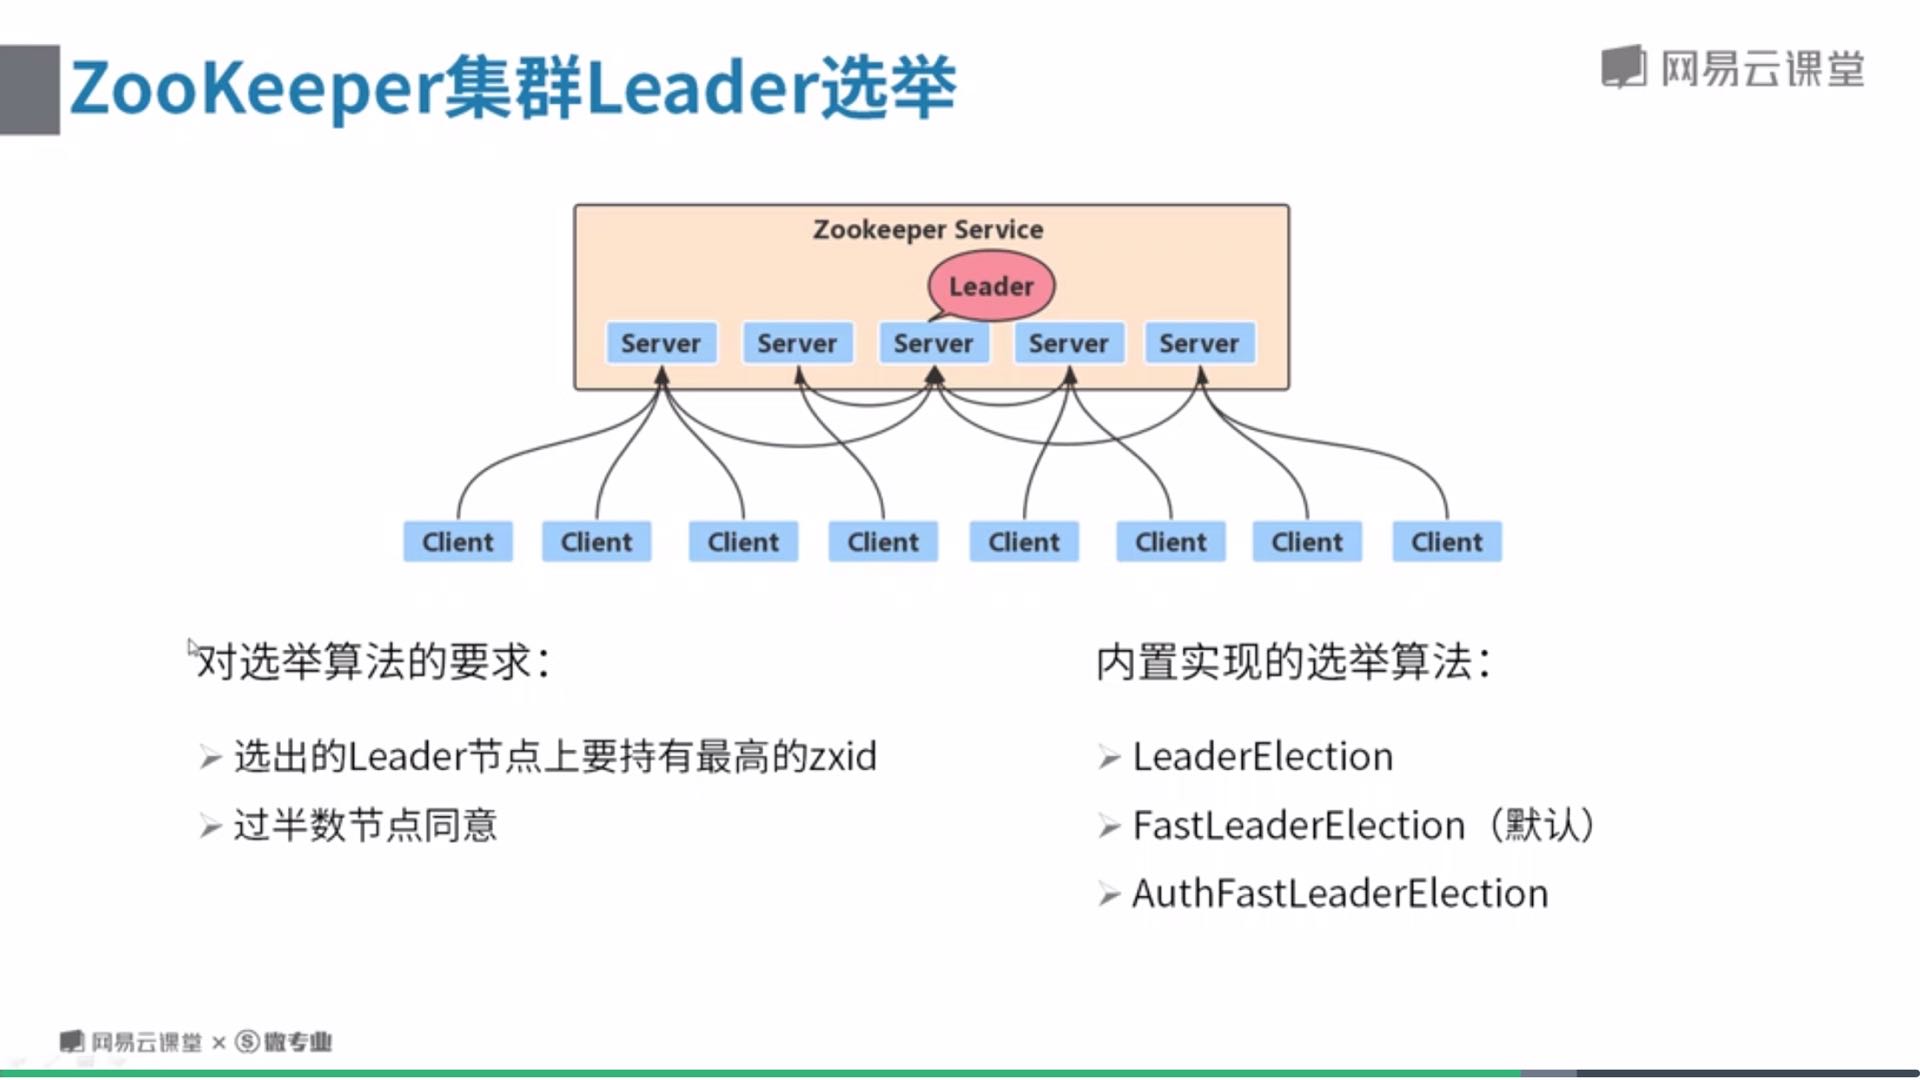 ZooKeeper集群Leader选举
网易云课堂
Zookeeper Service
Leader
Server Server Server Server Server
Client Client Client Client Client Client Client Client
对选举算法的要求：
选出的Leader节点上要持有最高的zxid
过半数节点同意
内置实现的选举算法：
LeaderElection
FastLeaderElection（默认）
AuthFastLeaderElection
网易云课堂 × Ⓢ微专业